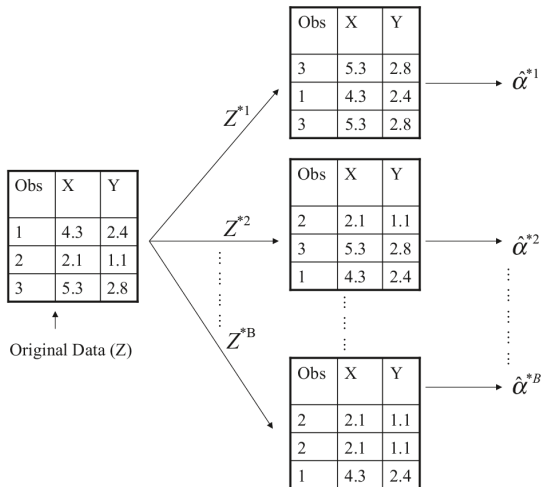 Obs X Y
3 5.3 2.8
1 4.3 2.4
3 5.3 2.8
α̂*1
Z*1
Obs X Y
1 4.3 2.4
2 2.1 1.1
3 5.3 2.8
Original Data (Z)
Z*2
Obs X Y
2 2.1 1.1
3 5.3 2.8
1 4.3 2.4
α̂*2
Z*B
Obs X Y
2 2.1 1.1
2 2.1 1.1
1 4.3 2.4
α̂*B